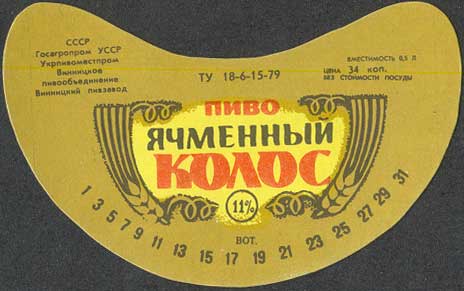 СССР
Госагропром УССР
Укрпивоместпром
Винницкое
пивообъединение
Винницкий пивзавод
ТУ 18-6-15-79
ВМЕСТИМОСТЬ 0,5 Л
ЦЕНА 34 КОП.
БЕЗ СТОИМОСТИ ПОСУДЫ
ПИВО
ЯЧМЕННЫЙ
КОЛОС
11%
ВОТ.
1 3 5 7 9 11 13 15 17 19 21 23 25 27 29 31